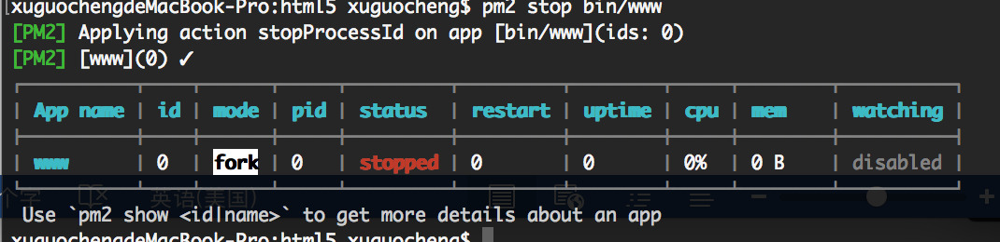 xuguochengdeMacBook-Pro:html5 xuguocheng$ pm2 stop bin/www
[PM2] Applying action stopProcessId on app [bin/www](ids: 0)
[PM2] [www](0) ✓
App name | id | mode | pid | status | restart | uptime | cpu | mem | watching
www | 0 | fork | 0 | stopped | 0 | 0 | 0% | 0 B | disabled
个字 英语(美国)
Use `pm2 show <id|name>` to get more details about an app
xuguochengdeMacBook-Pro:html5 xuguocheng$